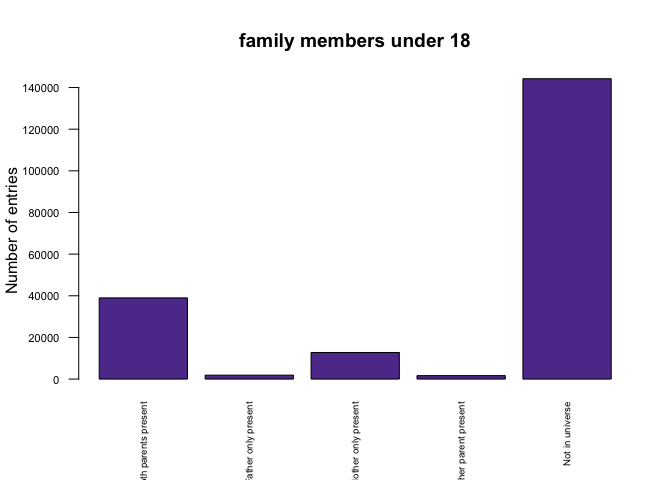 family members under 18
Number of entries
140000
120000
100000
80000
60000
40000
20000
0
th parents present
ather only present
other only present
her parent present
Not in universe